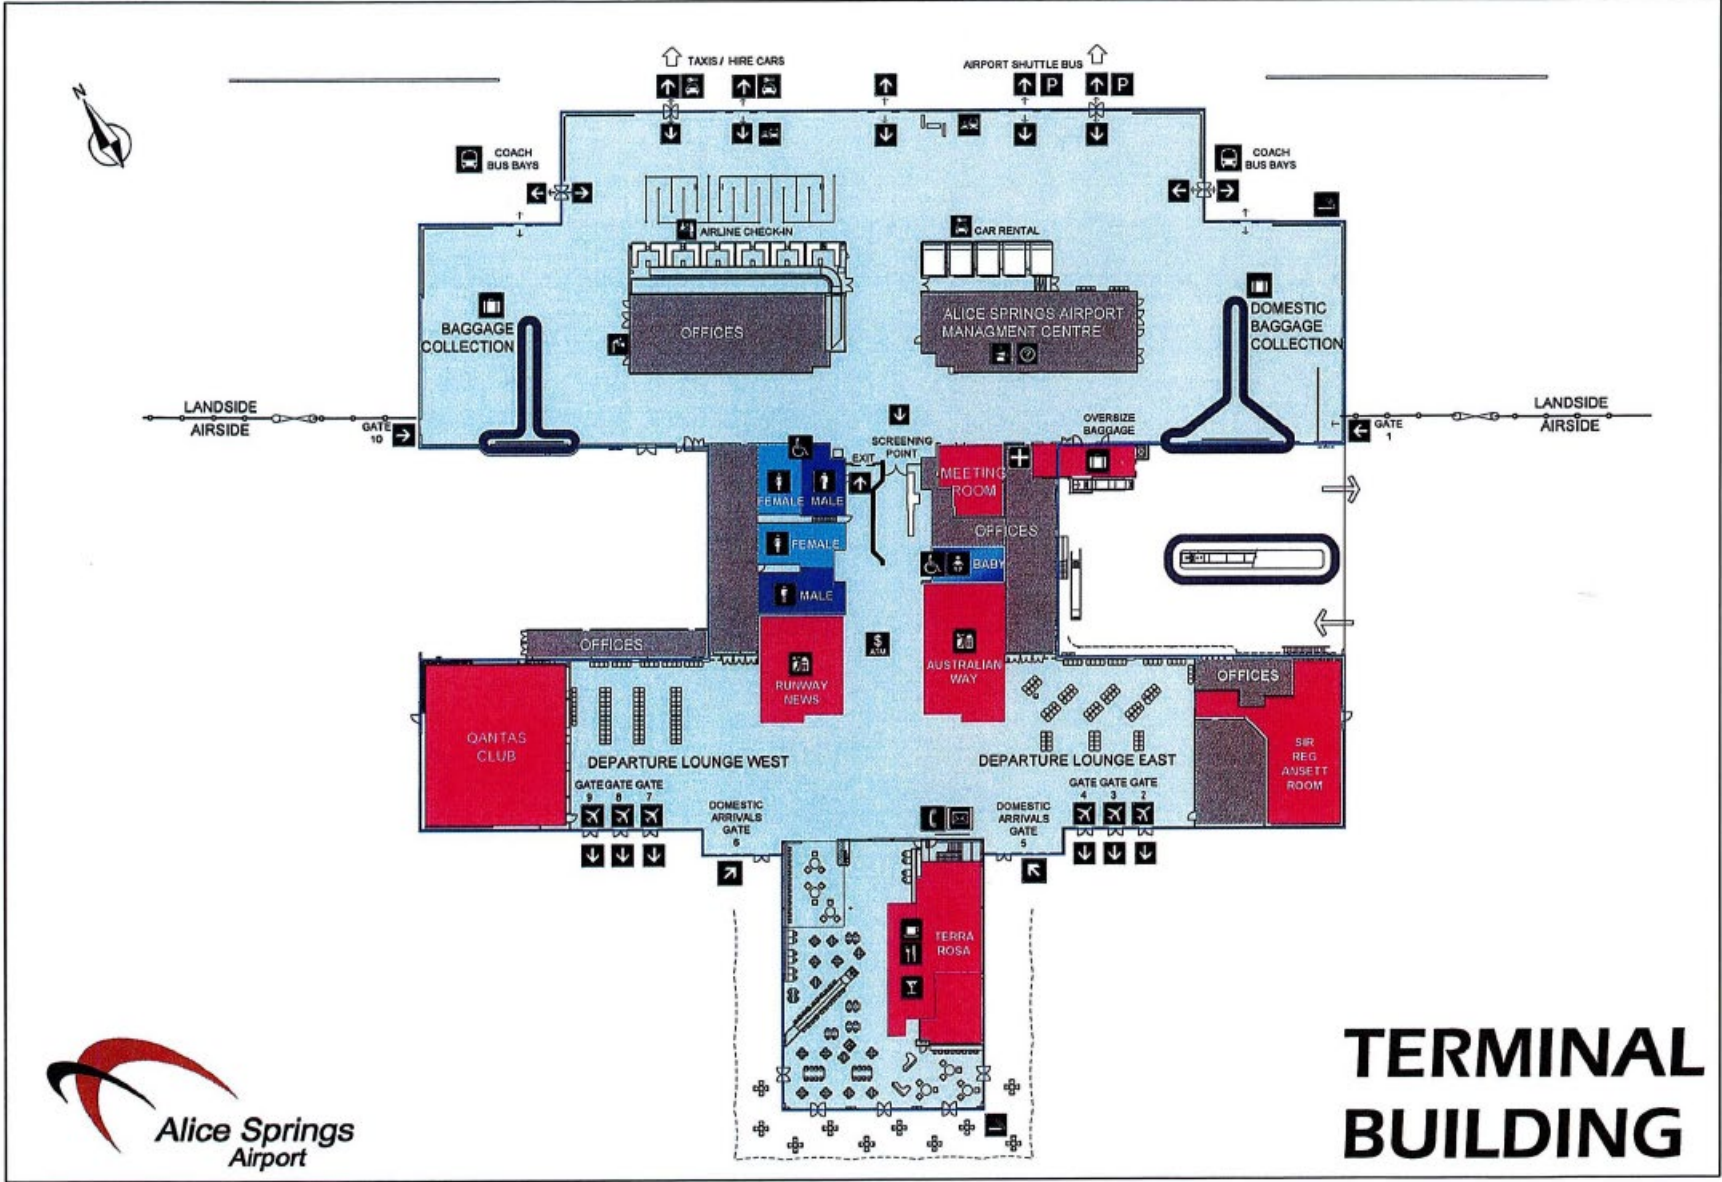 N
TAXIS / HIRE CARS
AIRPORT SHUTTLE BUS
P
P
COACH
BUS BAYS
COACH
BUS BAYS
AIRLINE CHECK-IN
CAR RENTAL
BAGGAGE
COLLECTION
OFFICES
ALICE SPRINGS AIRPORT
MANAGMENT CENTRE
?
DOMESTIC
BAGGAGE
COLLECTION
LANDSIDE
AIRSIDE
GATE
10
SCREENING
POINT
OVERSIZE
BAGGAGE
GATE
1
LANDSIDE
AIRSIDE
EXIT
FEMALE
MALE
MEETING
ROOM
OFFICES
FEMALE
BABY
MALE
OFFICES
$
ATM
RUNWAY
NEWS
AUSTRALIAN
WAY
OFFICES
QANTAS
CLUB
SIR
REG
ANSETT
ROOM
DEPARTURE LOUNGE WEST
DEPARTURE LOUNGE EAST
GATE GATE GATE
9 8 7
GATE GATE GATE
4 3 2
DOMESTIC
ARRIVALS
GATE
6
DOMESTIC
ARRIVALS
GATE
5
TERRA
ROSA
Alice Springs
Airport
TERMINAL
BUILDING